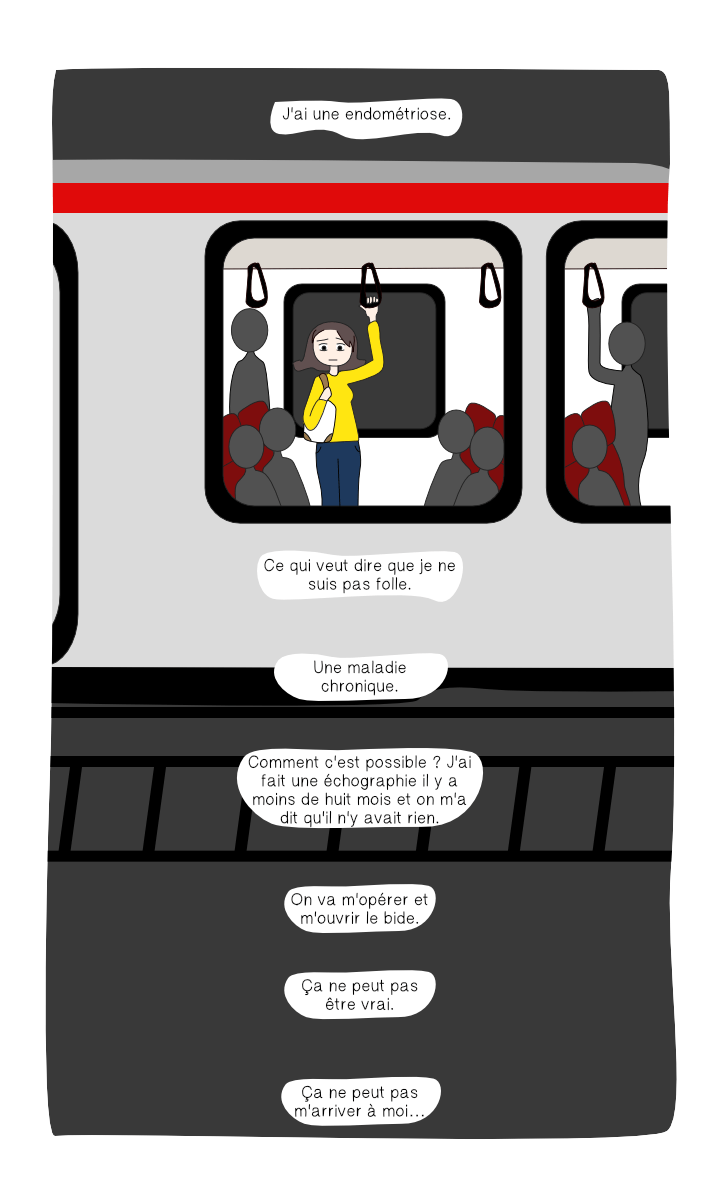 J'ai une endométriose.
Ce qui veut dire que je ne
suis pas folle.
Une maladie
chronique.
Comment c'est possible ? J'ai
fait une échographie il y a
moins de huit mois et on m'a
dit qu'il n'y avait rien.
On va m'opérer et
m'ouvrir le bide.
Ça ne peut pas
être vrai.
Ça ne peut pas
m'arriver à moi...